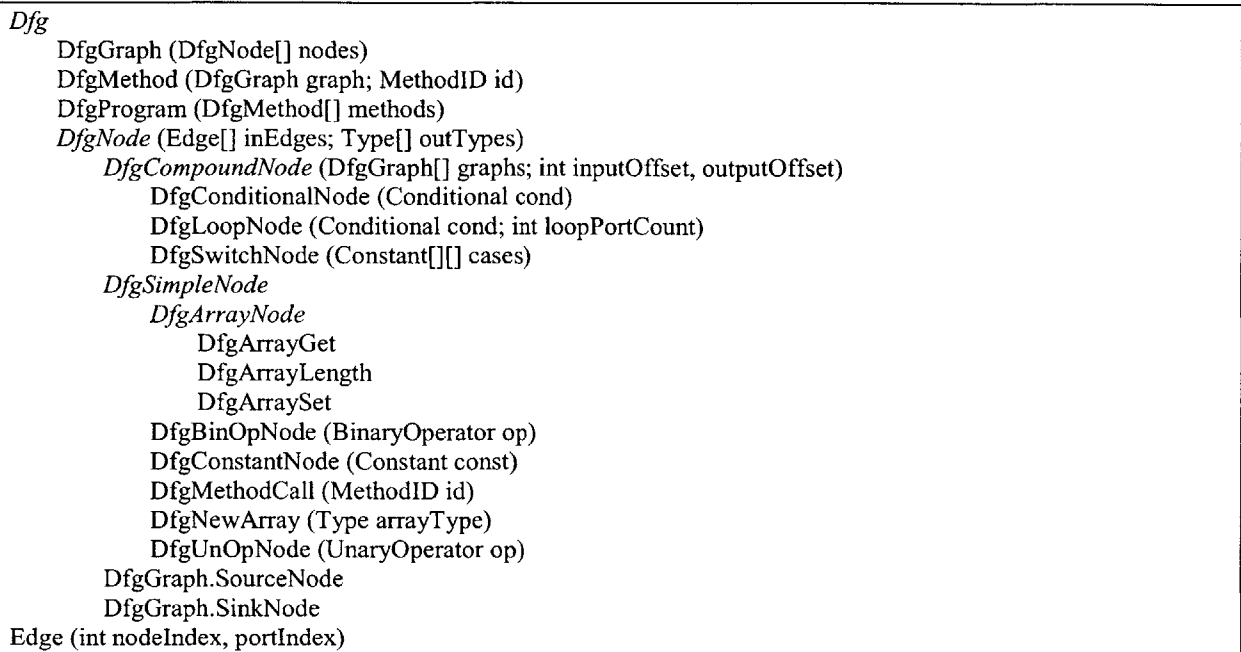 Dfg
DfgGraph (DfgNode[] nodes)
DfgMethod (DfgGraph graph; MethodID id)
DfgProgram (DfgMethod[] methods)
DfgNode (Edge[] inEdges; Type[] outTypes)
DfgCompoundNode (DfgGraph[] graphs; int inputOffset, outputOffset)
DfgConditionalNode (Conditional cond)
DfgLoopNode (Conditional cond; int loopPortCount)
DfgSwitchNode (Constant[][] cases)
DfgSimpleNode
DfgArrayNode
DfgArrayGet
DfgArrayLength
DfgArraySet
DfgBinOpNode (BinaryOperator op)
DfgConstantNode (Constant const)
DfgMethodCall (MethodID id)
DfgNewArray (Type arrayType)
DfgUnOpNode (UnaryOperator op)
DfgGraph.SourceNode
DfgGraph.SinkNode
Edge (int nodeIndex, portIndex)